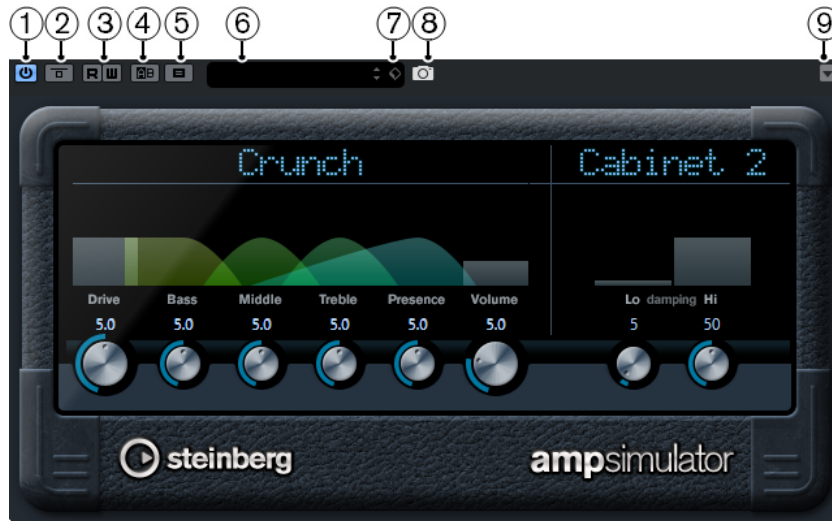 1 2 3 4 5 6 7 8 9
R W AB
Crunch Cabinet 2
Drive Bass Middle Treble Presence Volume Lo damping Hi
5.0 5.0 5.0 5.0 5.0 5.0 5 50
steinberg ampsimulator